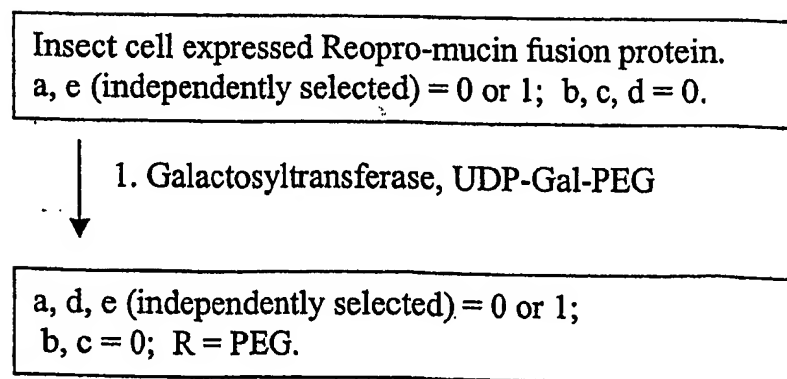 Insect cell expressed Reopro-mucin fusion protein.
a, e (independently selected) = 0 or 1; b, c, d = 0.
1. Galactosyltransferase, UDP-Gal-PEG
a, d, e (independently selected) = 0 or 1;
b, c = 0; R = PEG.